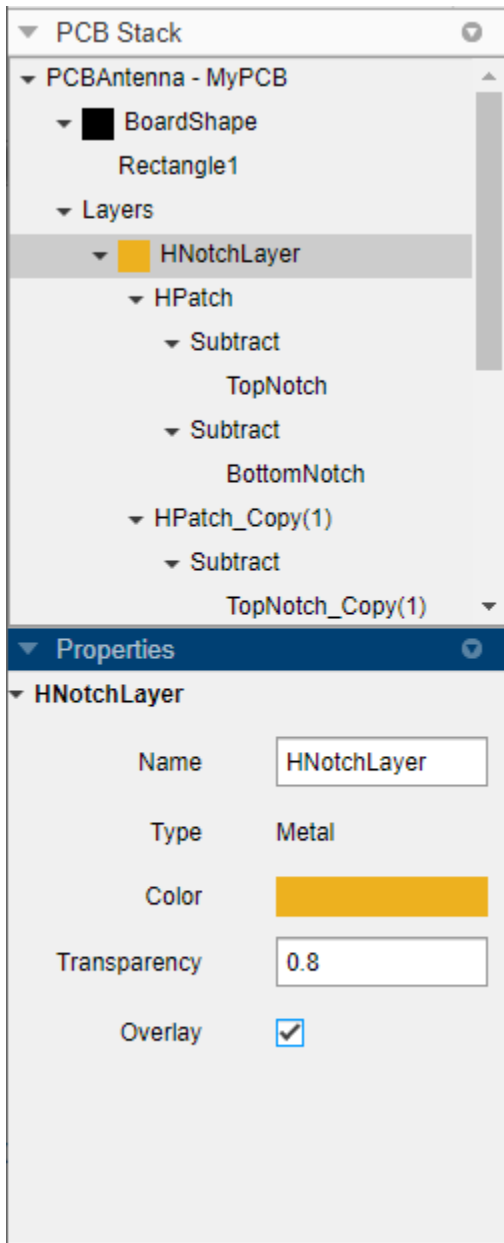 PCB Stack
PCBAntenna - MyPCB
BoardShape
Rectangle1
Layers
HNotchLayer
HPatch
Subtract
TopNotch
Subtract
BottomNotch
HPatch_Copy(1)
Subtract
TopNotch_Copy(1)
Properties
HNotchLayer
Name HNotchLayer
Type Metal
Color
Transparency 0.8
Overlay